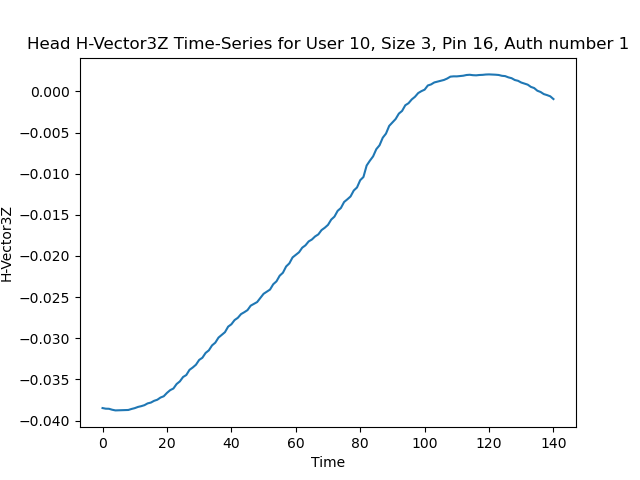 Head H-Vector3Z Time-Series for User 10, Size 3, Pin 16, Auth number 1
H-Vector3Z
0.000
−0.005
−0.010
−0.015
−0.020
−0.025
−0.030
−0.035
−0.040
0 20 40 60 80 100 120 140
Time